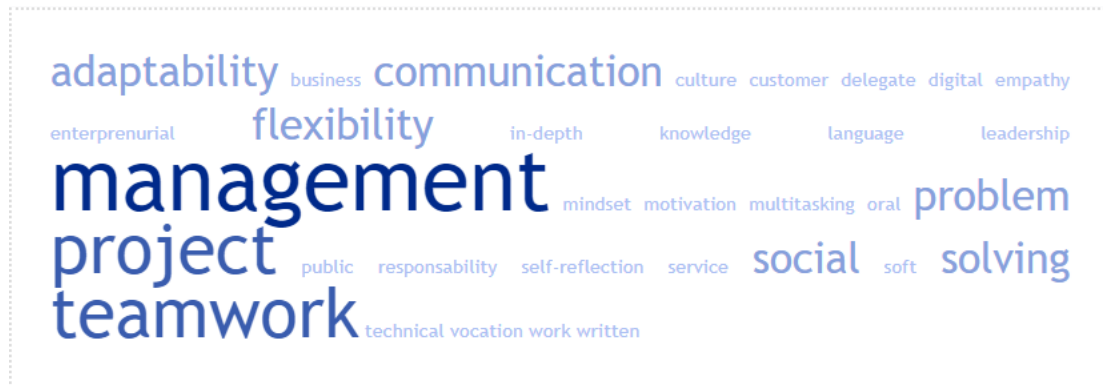 adaptability business communication culture customer delegate digital empathy
enterprenurial flexibility in-depth knowledge language leadership
management mindset motivation multitasking oral problem
project public responsability self-reflection service social soft solving
teamwork technical vocation work written